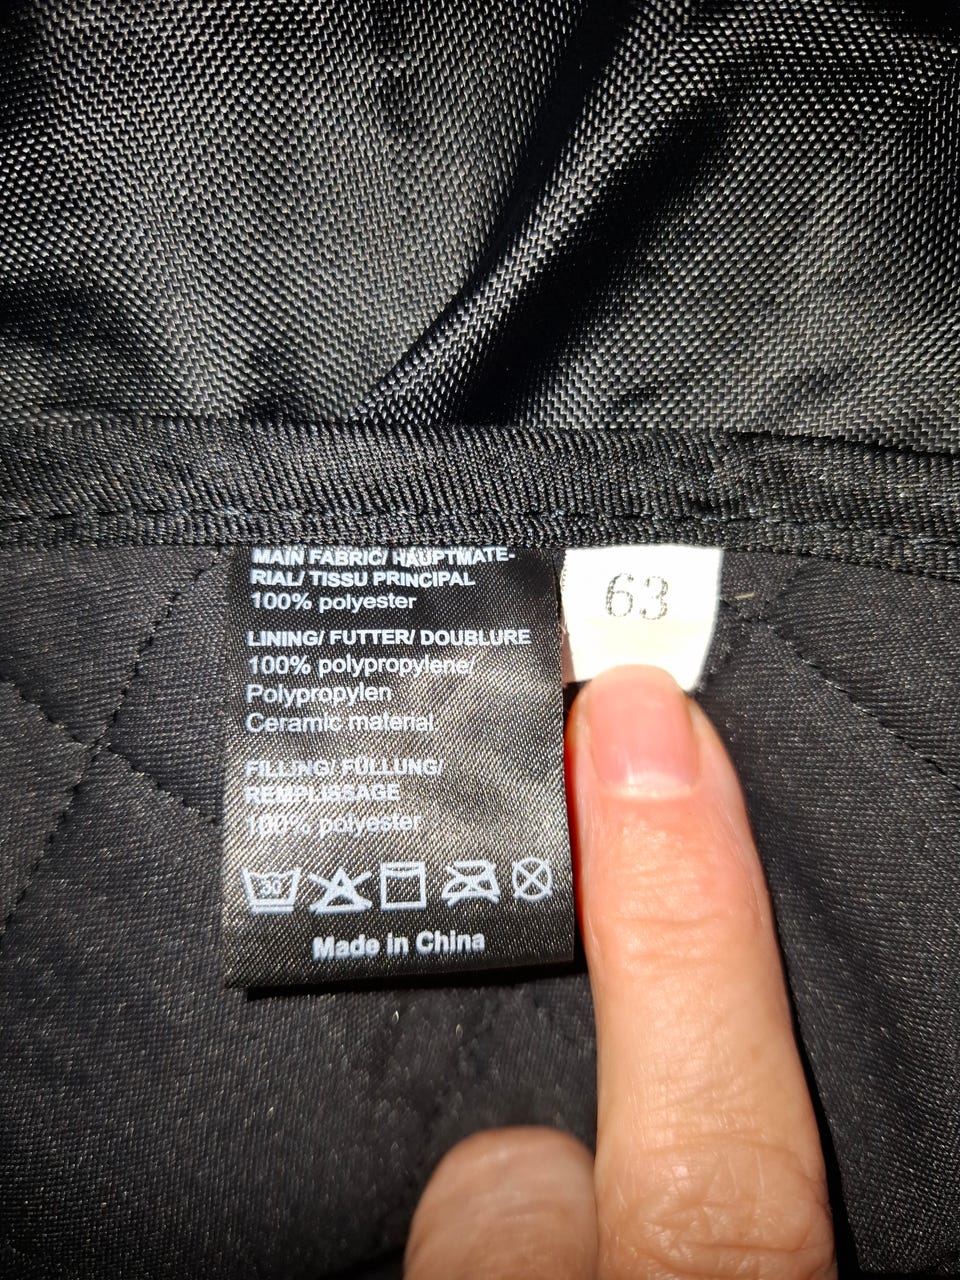 MAIN FABRIC/ HAUPTMATE-
RIAL/ TISSU PRINCIPAL
100% polyester
LINING/ FUTTER/ DOUBLURE
100% polypropylene/
Polypropylen
Ceramic material
FILLING/ FÜLLUNG/
REMPLISSAGE
100% polyester
30
Made in China
63